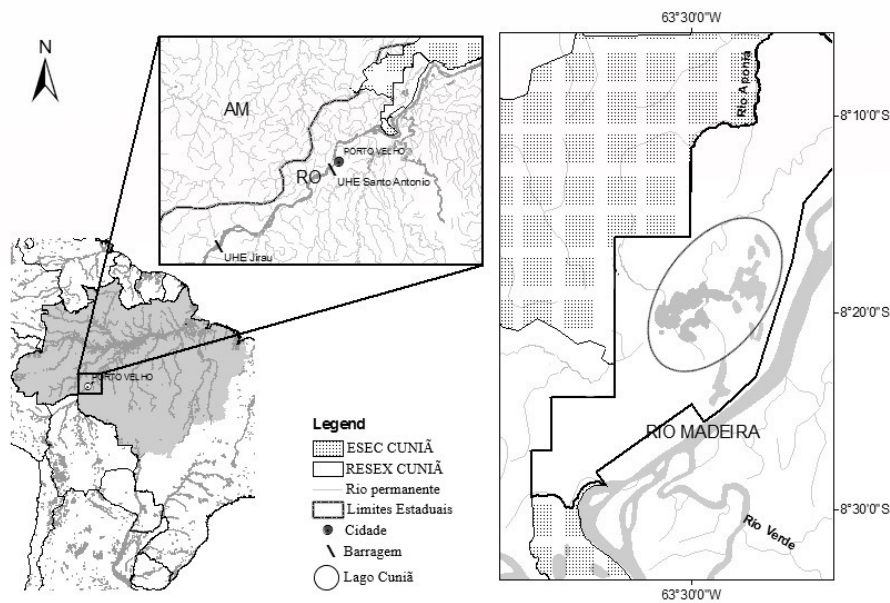 N
AM
PORTO VELHO
RO
UHE Santo Antonio
UHE Jirau
PORTO VELHO
Legend
ESEC CUNIÃ
RESEX CUNIÃ
Rio permanente
Limites Estaduais
Cidade
Barragem
Lago Cuniã
63°30'0"W
Rio Aponia
8°10'0"S
8°20'0"S
RIO MADEIRA
8°30'0"S
Rio Verde
63°30'0"W